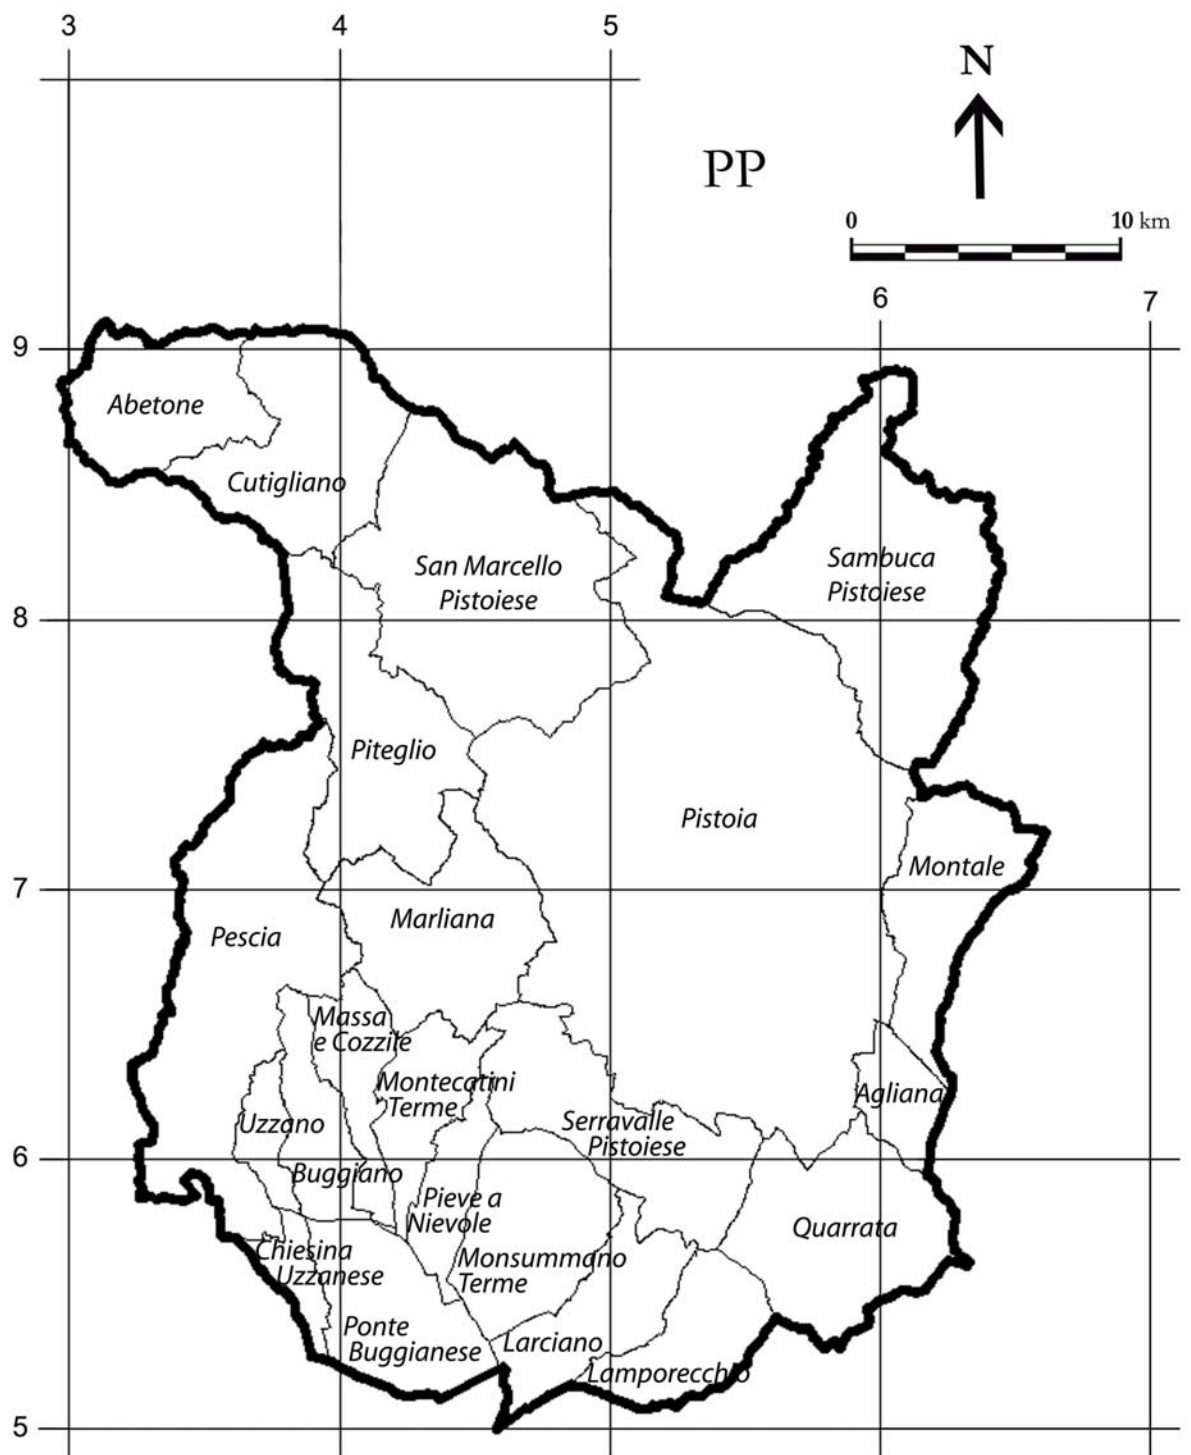 3 4 5
N
PP
0 10 km
6 7
9
Abetone
Cutigliano
San Marcello
Pistoiese
Sambuca
Pistoiese
8
Piteglio
Pistoia
Montale
7
Marliana
Pescia
Massa
e Cozzile
Montecatini
Terme
Agliana
Uzzano
Serravalle
Pistoiese
6
Buggiano
Pieve a
Nievole
Quarrata
Chiesina
Uzzanese
Monsummano
Terme
Ponte
Buggianese
Larciano
Lamporecchio
5